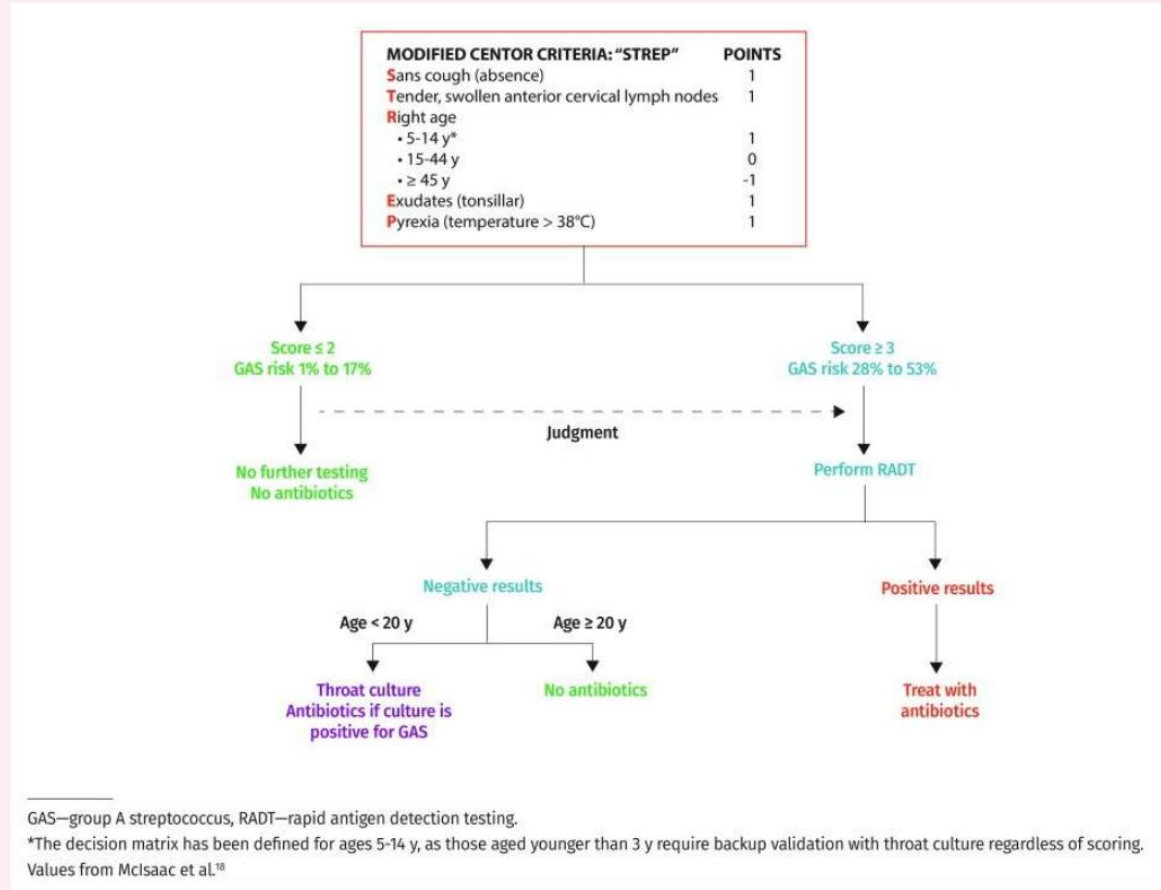 MODIFIED CENTOR CRITERIA: "STREP" POINTS
Sans cough (absence) 1
Tender, swollen anterior cervical lymph nodes 1
Right age
• 5-14 y* 1
• 15-44 y 0
• ≥ 45 y -1
Exudates (tonsillar) 1
Pyrexia (temperature > 38°C) 1
Score ≤ 2
GAS risk 1% to 17%
Score ≥ 3
GAS risk 28% to 53%
Judgment
No further testing
No antibiotics
Perform RADT
Negative results
Positive results
Age < 20 y
Age ≥ 20 y
Throat culture
Antibiotics if culture is
positive for GAS
No antibiotics
Treat with
antibiotics
GAS—group A streptococcus, RADT—rapid antigen detection testing.
*The decision matrix has been defined for ages 5-14 y, as those aged younger than 3 y require backup validation with throat culture regardless of scoring.
Values from McIsaac et al.¹⁸